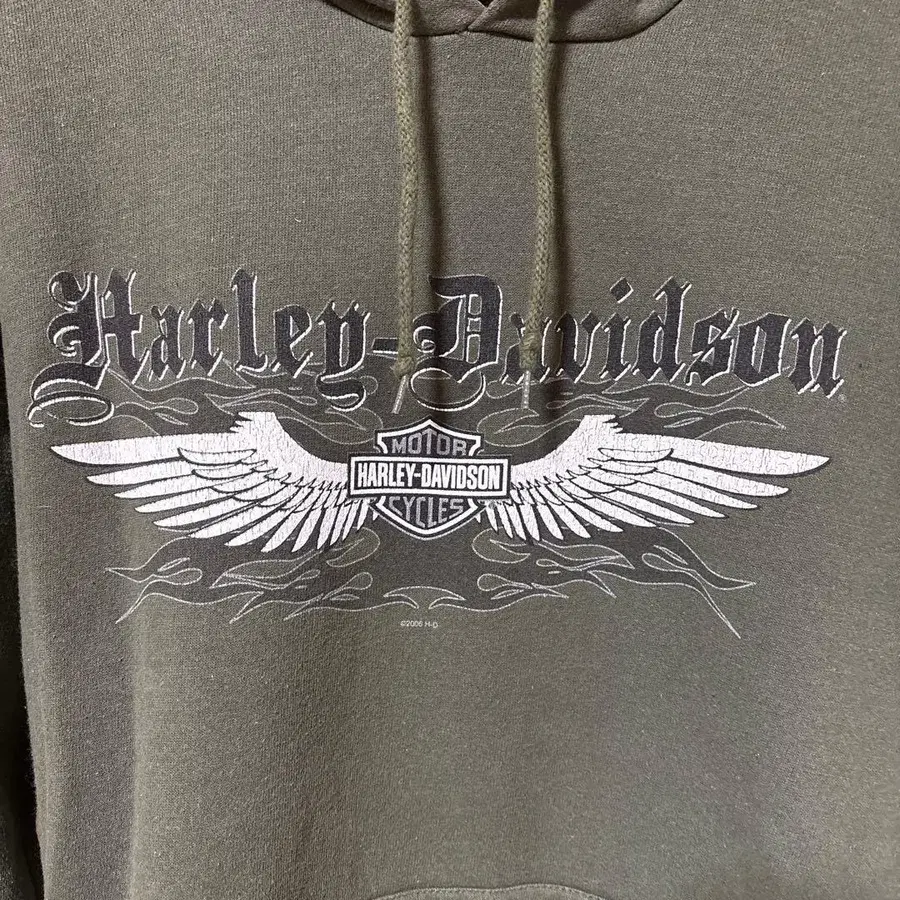 Harley-Davidson
®
MOTOR
HARLEY-DAVIDSON
CYCLES
©2006 H-D